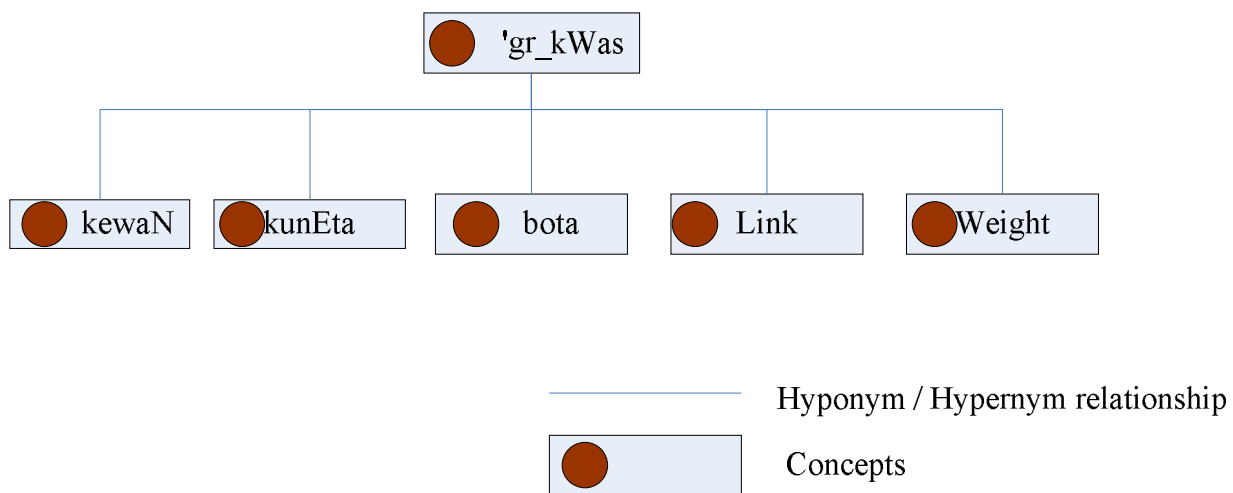 'gr_kWas
kewaN
kunEta
bota
Link
Weight
Hyponym / Hypernym relationship
Concepts